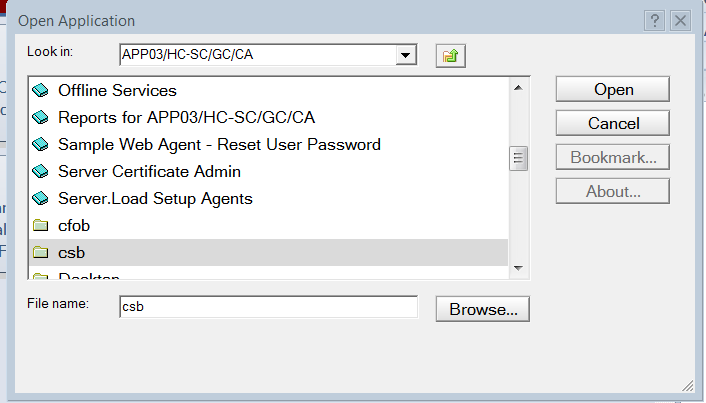 Open Application
Look in:
APP03/HC-SC/GC/CA
Offline Services
Reports for APP03/HC-SC/GC/CA
Sample Web Agent - Reset User Password
Server Certificate Admin
Server.Load Setup Agents
cfob
csb
Desktop
Open
Cancel
Bookmark...
About...
File name:
csb
Browse...